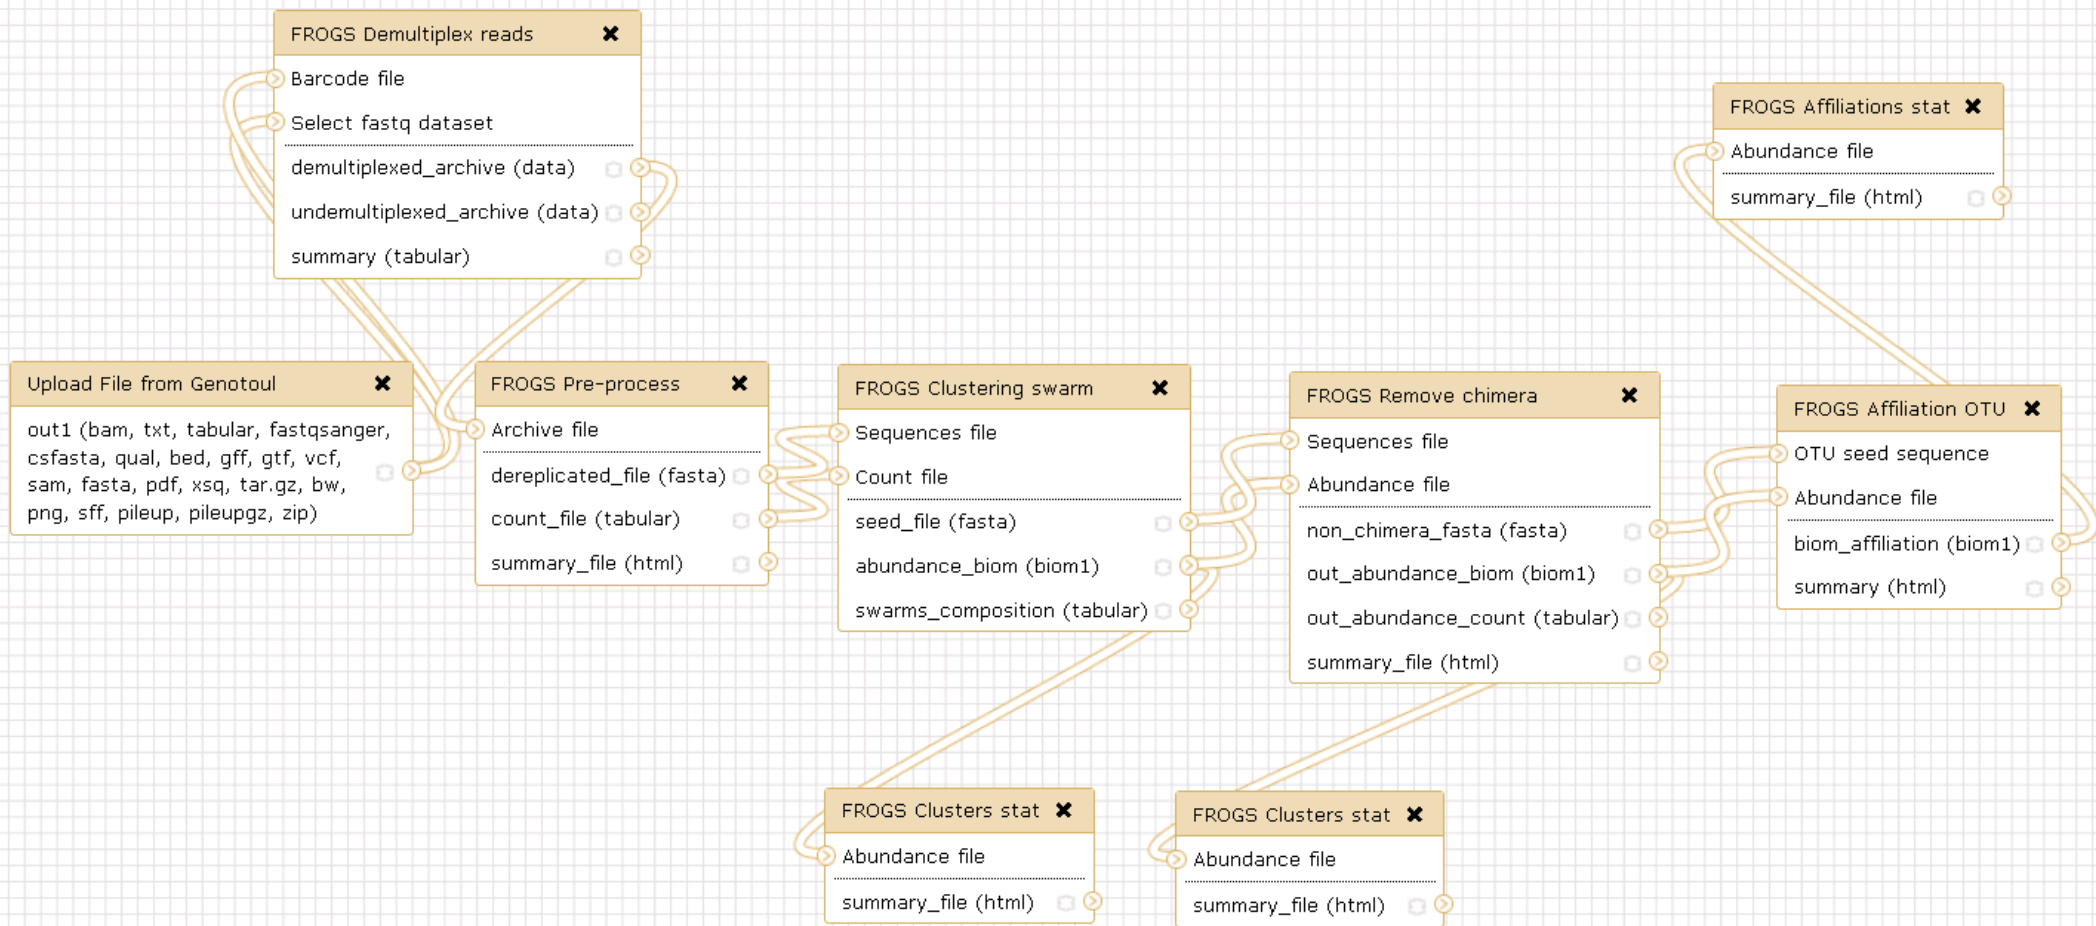 FROGS Demultiplex reads
Barcode file
Select fastq dataset
demultiplexed_archive (data)
undemultiplexed_archive (data)
summary (tabular)
FROGS Affiliations stat
Abundance file
summary_file (html)
Upload File from Genotoul
out1 (bam, txt, tabular, fastqsanger,
csfasta, qual, bed, gff, gtf, vcf,
sam, fasta, pdf, xsq, tar.gz, bw,
png, sff, pileup, pileupgz, zip)
FROGS Pre-process
Archive file
dereplicated_file (fasta)
count_file (tabular)
summary_file (html)
FROGS Clustering swarm
Sequences file
Count file
seed_file (fasta)
abundance_biom (biom1)
swarms_composition (tabular)
FROGS Remove chimera
Sequences file
Abundance file
non_chimera_fasta (fasta)
out_abundance_biom (biom1)
out_abundance_count (tabular)
summary_file (html)
FROGS Affiliation OTU
OTU seed sequence
Abundance file
biom_affiliation (biom1)
summary (html)
FROGS Clusters stat
Abundance file
summary_file (html)
FROGS Clusters stat
Abundance file
summary_file (html)